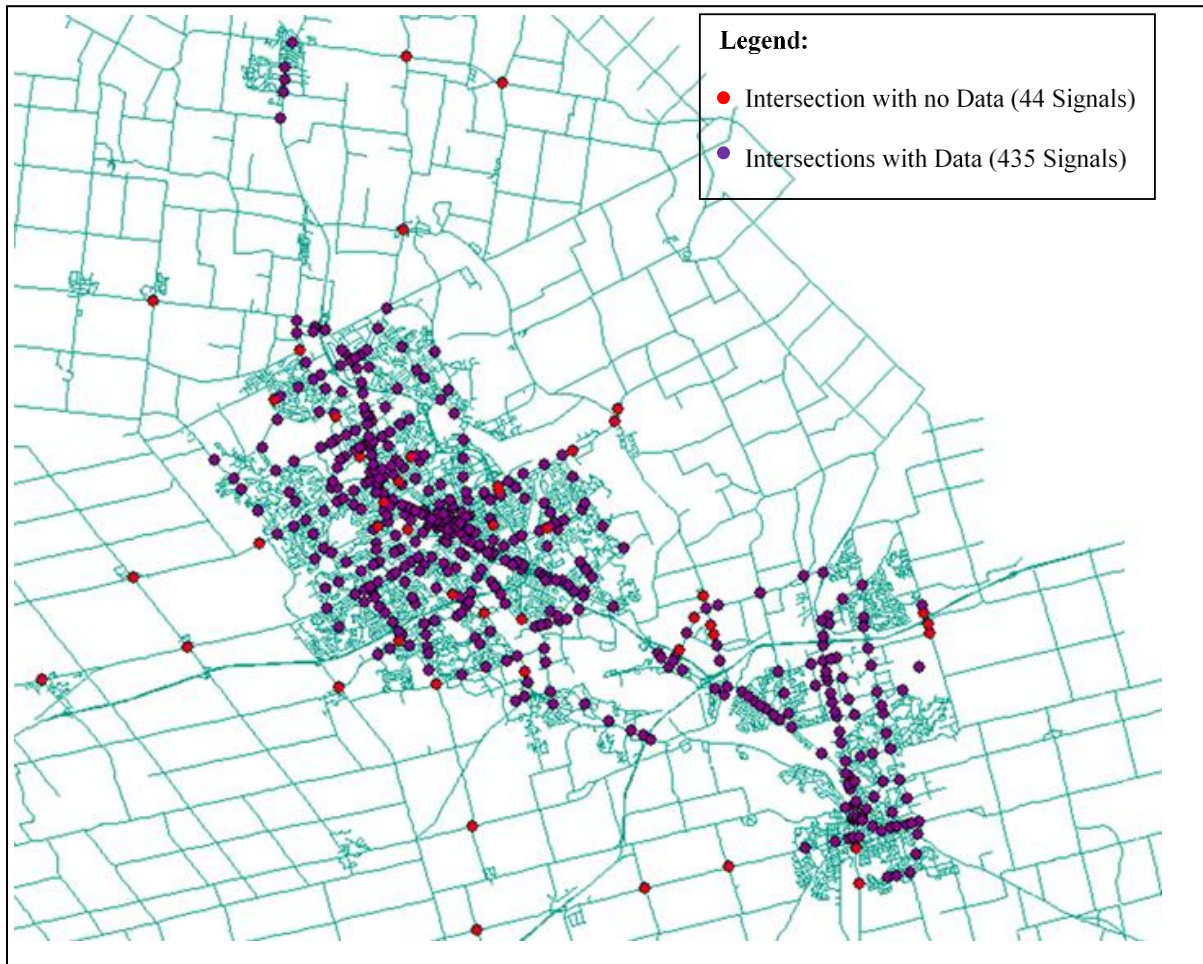 Legend:
Intersection with no Data (44 Signals)
Intersections with Data (435 Signals)